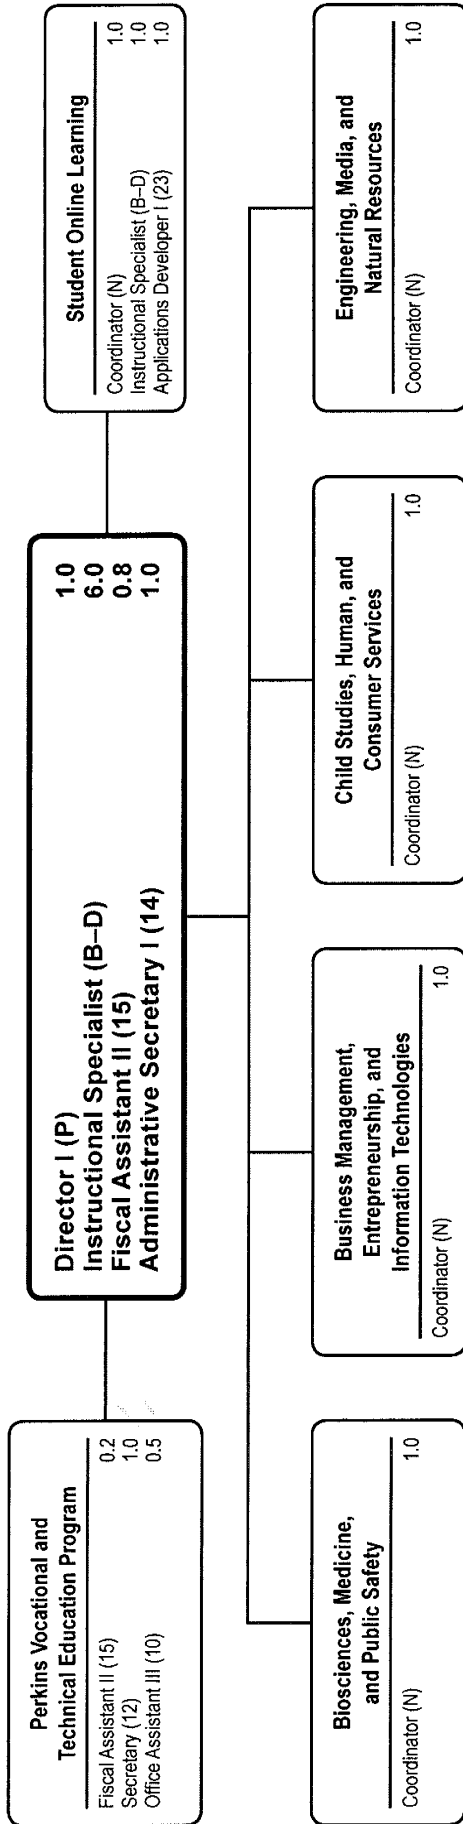 Perkins Vocational and
Technical Education Program
Fiscal Assistant II (15) 0.2
Secretary (12) 1.0
Office Assistant III (10) 0.5
Director I (P) 1.0
Instructional Specialist (B–D) 6.0
Fiscal Assistant II (15) 0.8
Administrative Secretary I (14) 1.0
Student Online Learning
Coordinator (N) 1.0
Instructional Specialist (B–D) 1.0
Applications Developer I (23) 1.0
Biosciences, Medicine,
and Public Safety
Coordinator (N) 1.0
Business Management,
Entrepreneurship, and
Information Technologies
Coordinator (N) 1.0
Child Studies, Human, and
Consumer Services
Coordinator (N) 1.0
Engineering, Media, and
Natural Resources
Coordinator (N) 1.0